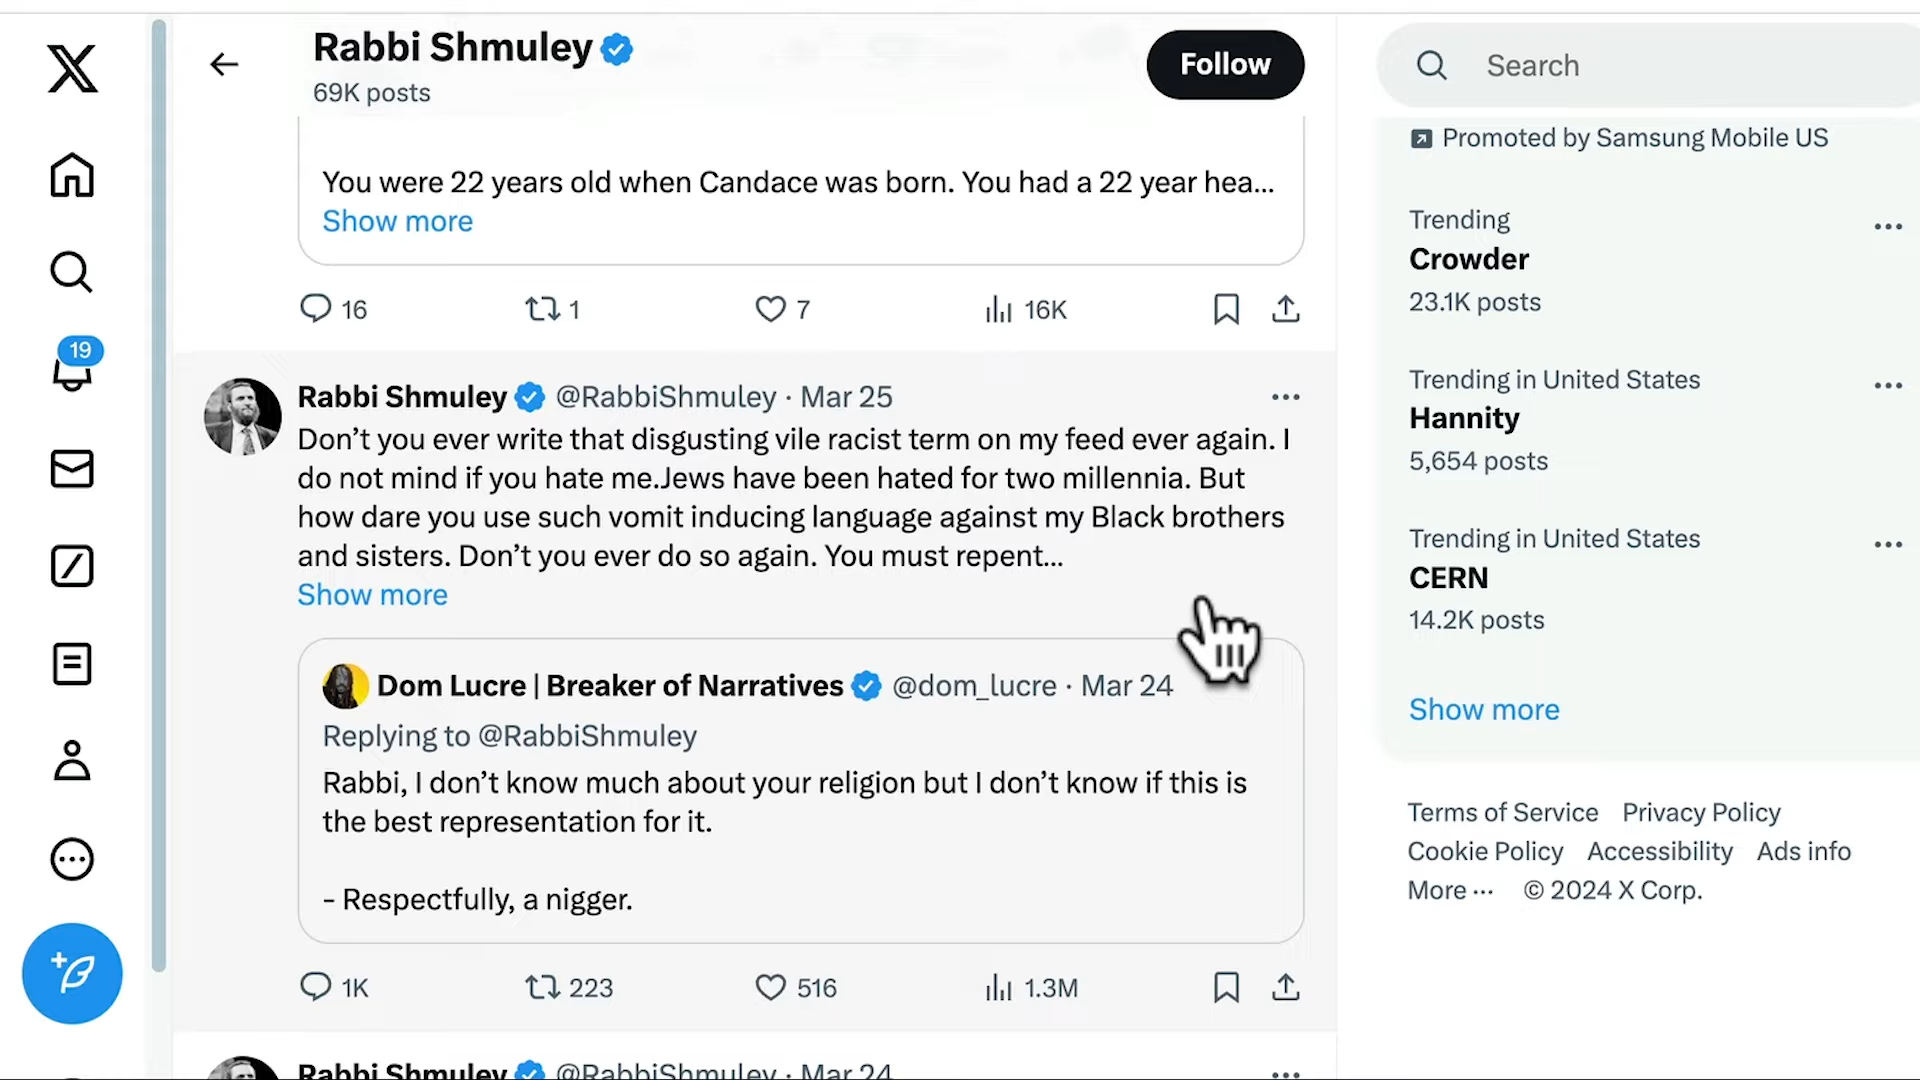 Rabbi Shmuley
69K posts
Follow
Search
You were 22 years old when Candace was born. You had a 22 year hea...
Show more
16 1 7 16K
19
Rabbi Shmuley @RabbiShmuley · Mar 25
Don’t you ever write that disgusting vile racist term on my feed ever again. I
do not mind if you hate me.Jews have been hated for two millennia. But
how dare you use such vomit inducing language against my Black brothers
and sisters. Don’t you ever do so again. You must repent...
Show more
Dom Lucre | Breaker of Narratives @dom_lucre · Mar 24
Replying to @RabbiShmuley
Rabbi, I don’t know much about your religion but I don’t know if this is
the best representation for it.
- Respectfully, a nigger.
1K 223 516 1.3M
Rabbi Shmuley @RabbiShmuley · Mar 24
Promoted by Samsung Mobile US
Trending
Crowder
23.1K posts
Trending in United States
Hannity
5,654 posts
Trending in United States
CERN
14.2K posts
Show more
Terms of Service Privacy Policy
Cookie Policy Accessibility Ads info
More ··· © 2024 X Corp.